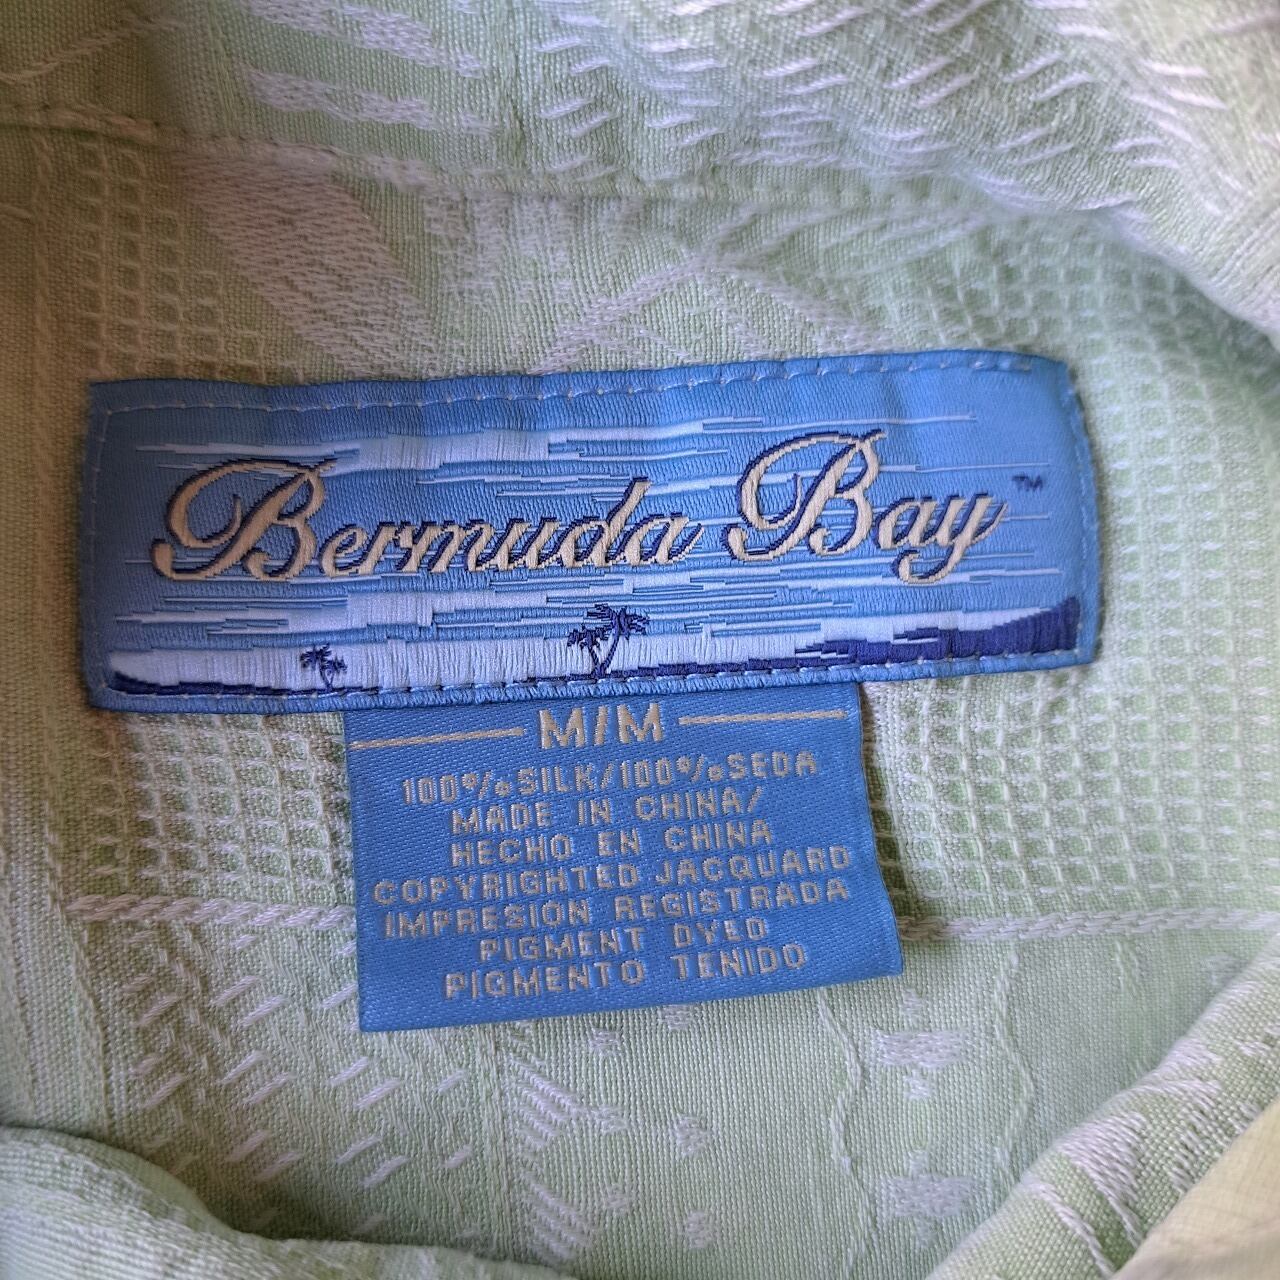 Bermuda Bay™
M/M
100%SILK/100%SEDA
MADE IN CHINA/
HECHO EN CHINA
COPYRIGHTED JACQUARD
IMPRESIÓN REGISTRADA
PIGMENT DYED
PIGMENTO TENIDO